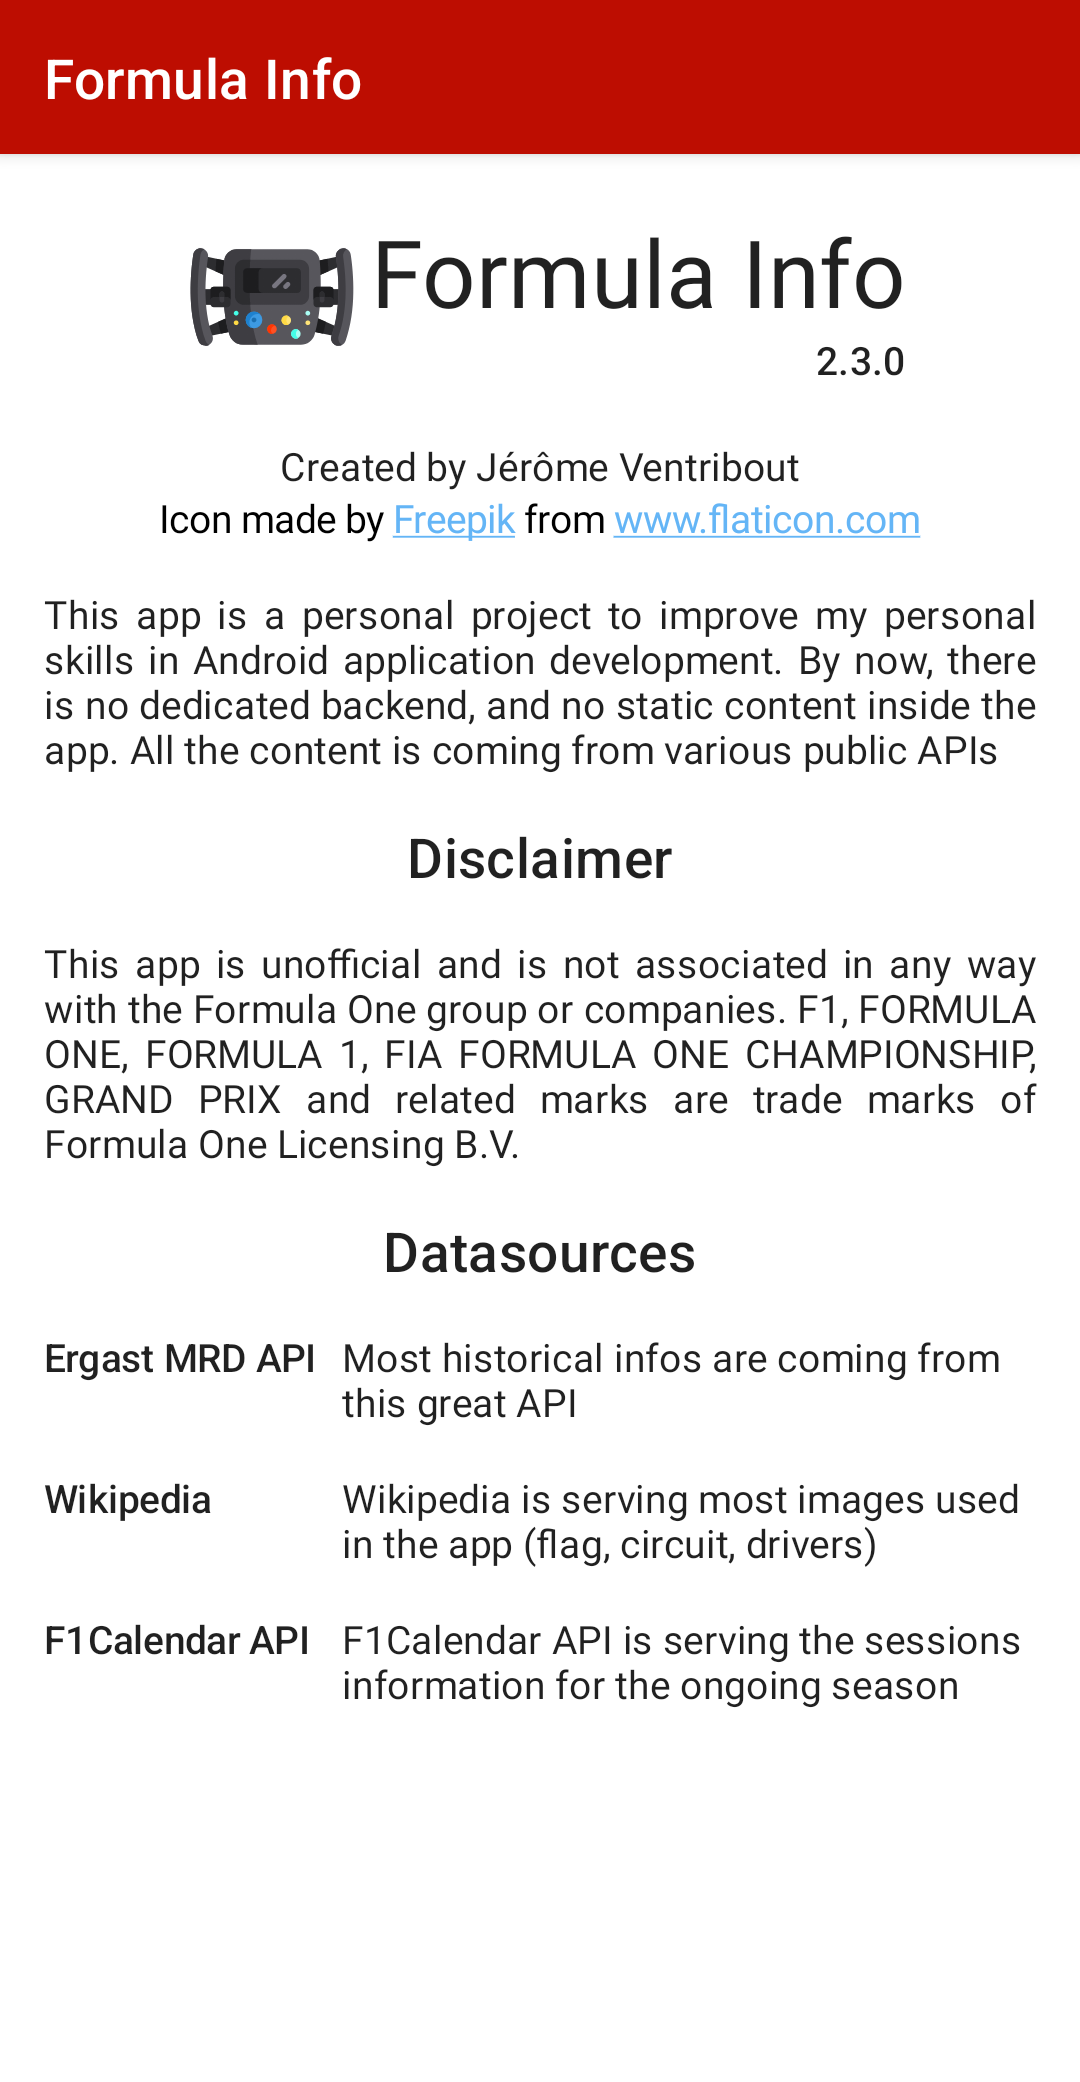 Formula Info
Formula Info
2.3.0
Created by Jérôme Ventribout
Icon made by Freepik from www.flaticon.com
This app is a personal project to improve my personal
skills in Android application development. By now, there
is no dedicated backend, and no static content inside the
app. All the content is coming from various public APIs
Disclaimer
This app is unofficial and is not associated in any way
with the Formula One group or companies. F1, FORMULA
ONE, FORMULA 1, FIA FORMULA ONE CHAMPIONSHIP,
GRAND PRIX and related marks are trade marks of
Formula One Licensing B.V.
Datasources
Ergast MRD API Most historical infos are coming from
this great API
Wikipedia Wikipedia is serving most images used
in the app (flag, circuit, drivers)
F1Calendar API F1Calendar API is serving the sessions
information for the ongoing season